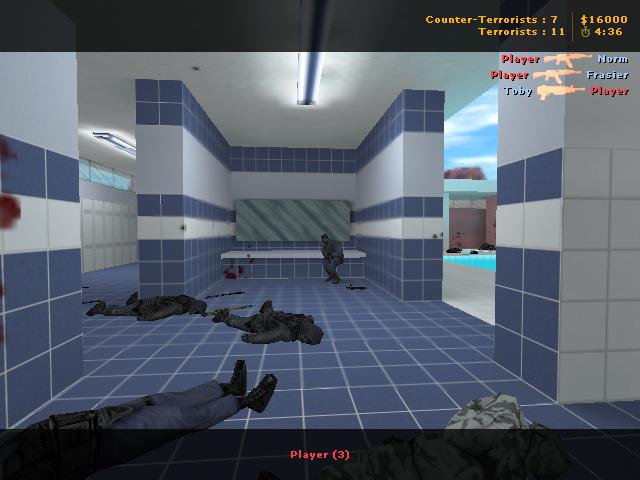 Counter-Terrorists : 7 $16000
Terrorists : 11 4:36
Player Norm
Player Frasier
Toby Player
Player (3)